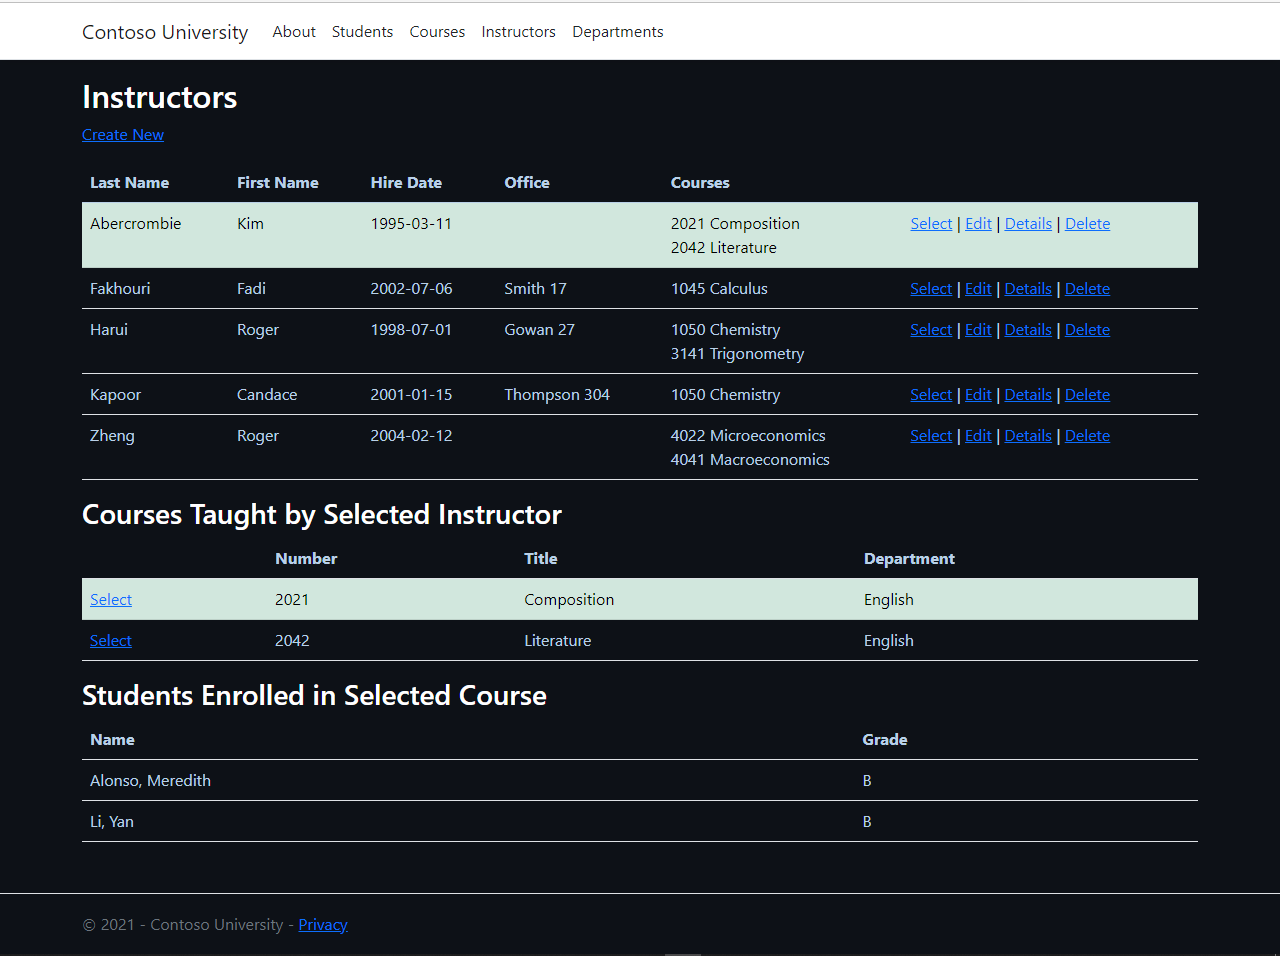 Contoso University About Students Courses Instructors Departments
Instructors
Create New
Last Name First Name Hire Date Office Courses
Abercrombie Kim 1995-03-11 2021 Composition Select | Edit | Details | Delete
2042 Literature
Fakhouri Fadi 2002-07-06 Smith 17 1045 Calculus Select | Edit | Details | Delete
Harui Roger 1998-07-01 Gowan 27 1050 Chemistry Select | Edit | Details | Delete
3141 Trigonometry
Kapoor Candace 2001-01-15 Thompson 304 1050 Chemistry Select | Edit | Details | Delete
Zheng Roger 2004-02-12 4022 Microeconomics Select | Edit | Details | Delete
4041 Macroeconomics
Courses Taught by Selected Instructor
Number Title Department
Select 2021 Composition English
Select 2042 Literature English
Students Enrolled in Selected Course
Name Grade
Alonso, Meredith B
Li, Yan B
© 2021 - Contoso University - Privacy